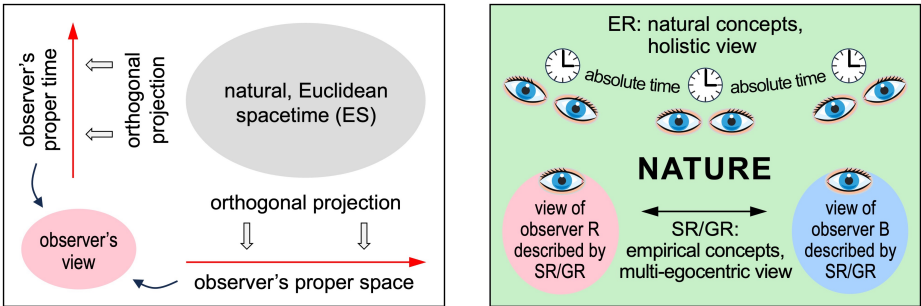 observer's
proper time
orthogonal
projection
natural, Euclidean
spacetime (ES)
orthogonal projection
observer's
view
observer's proper space
ER: natural concepts,
holistic view
absolute time
absolute time
NATURE
view of
observer R
described by
SR/GR
SR/GR:
empirical concepts,
multi-egocentric view
view of
observer B
described by
SR/GR